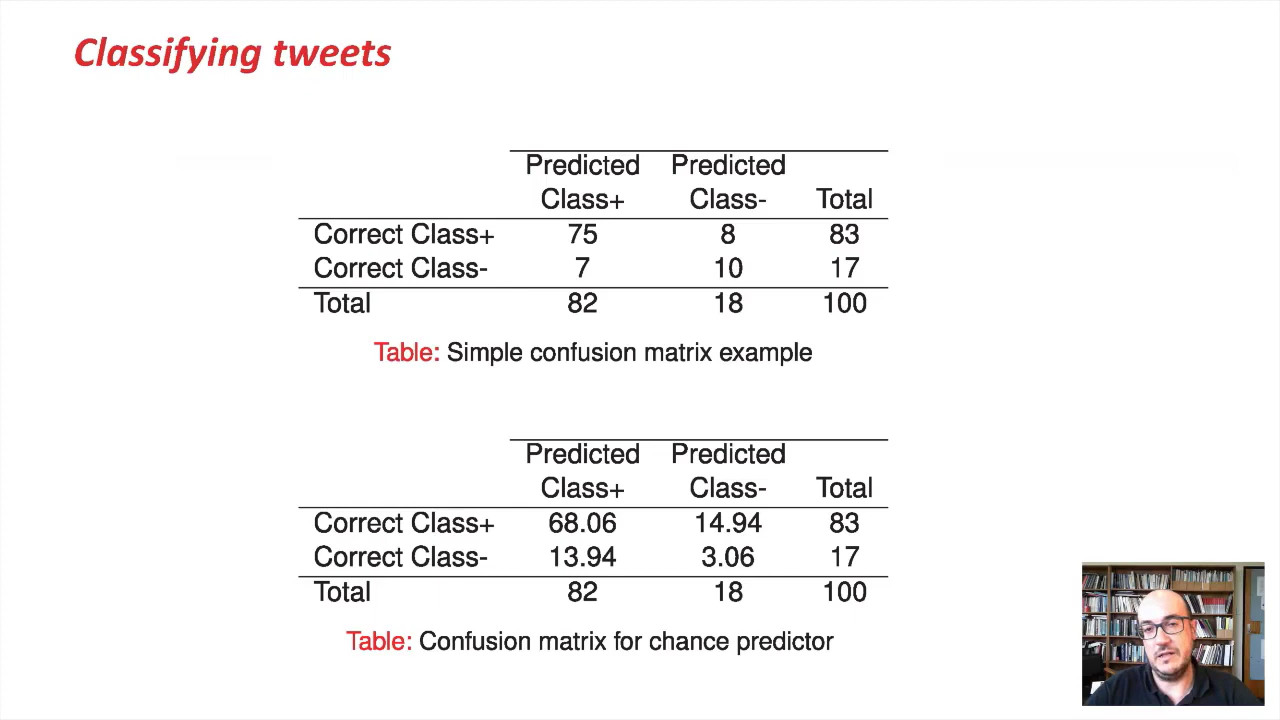 Classifying tweets
Predicted Predicted
Class+ Class- Total
Correct Class+ 75 8 83
Correct Class- 7 10 17
Total 82 18 100
Table: Simple confusion matrix example
Predicted Predicted
Class+ Class- Total
Correct Class+ 68.06 14.94 83
Correct Class- 13.94 3.06 17
Total 82 18 100
Table: Confusion matrix for chance predictor